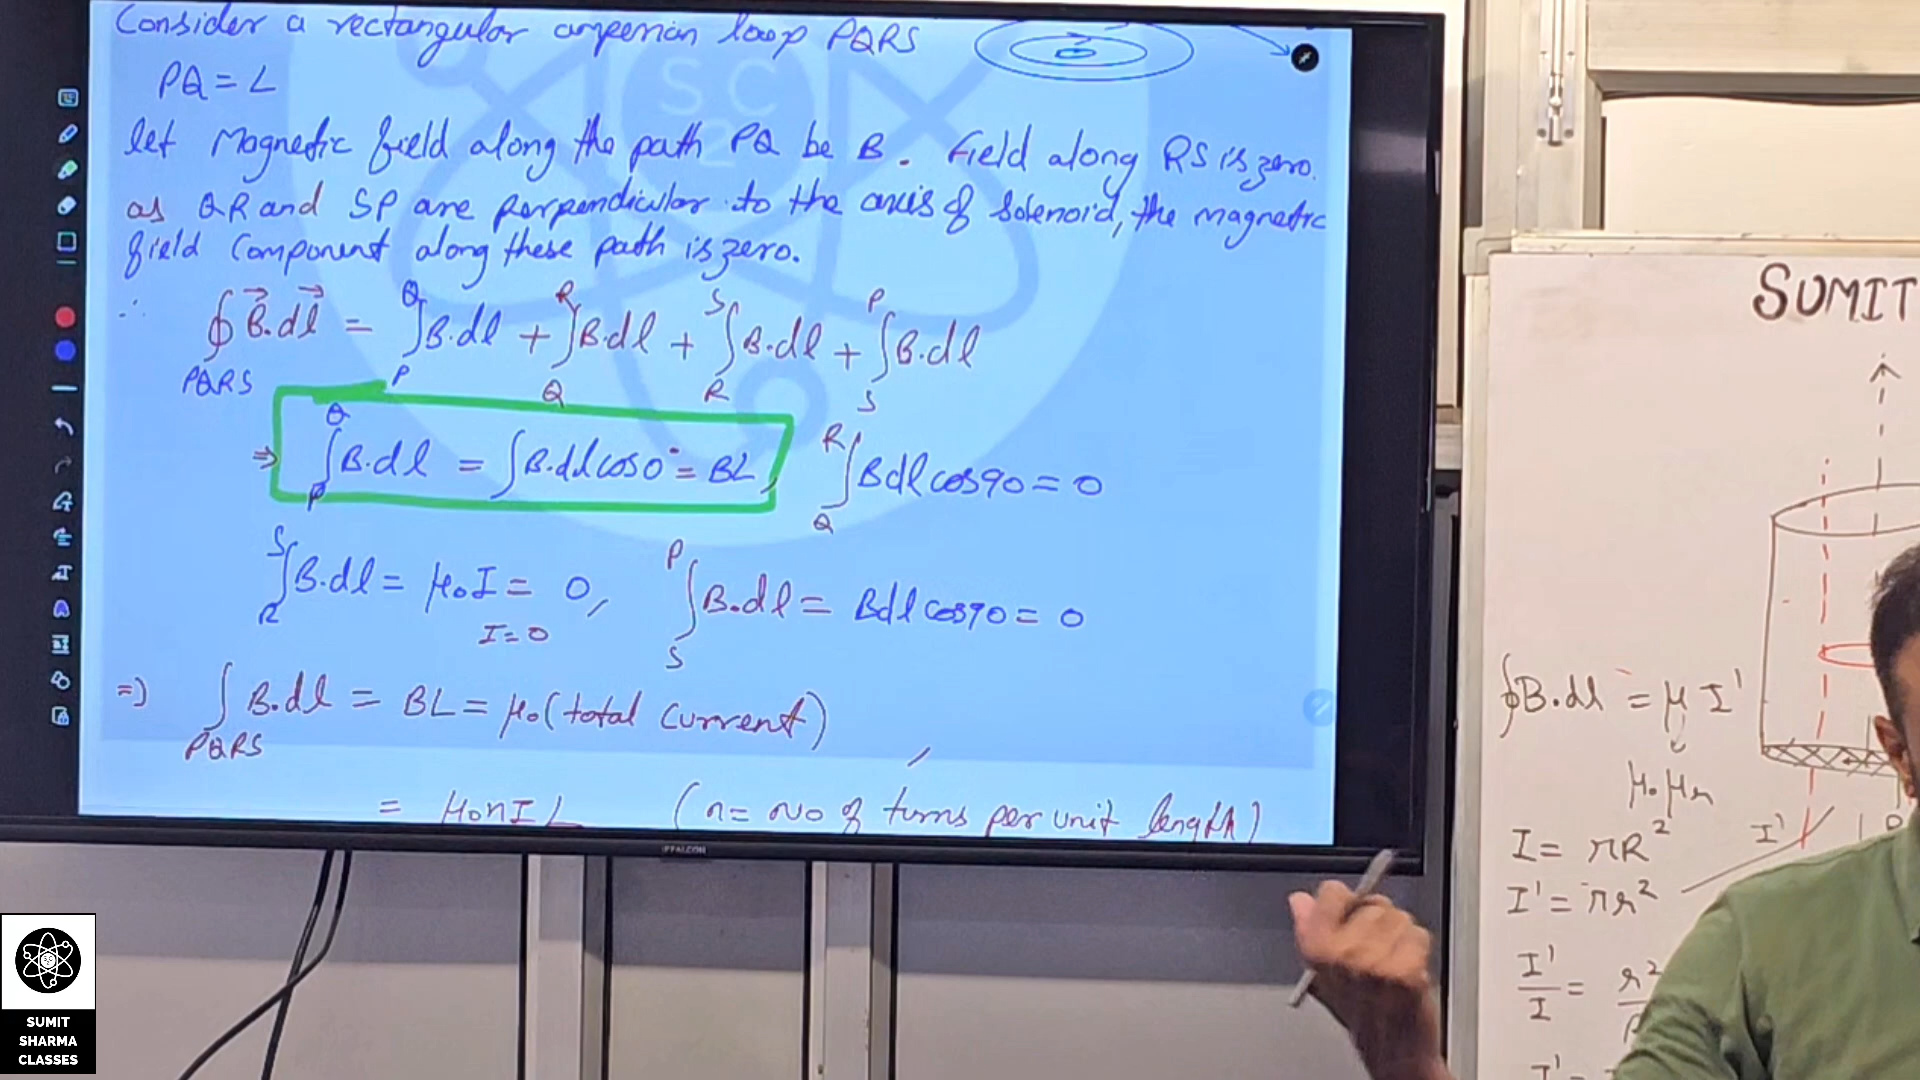 Consider a rectangular amperian loop PQRS
PQ = L
let Magnetic field along the path PQ be B. Field along RS is zero.
as QR and SP are perpendicular to the axis of Solenoid, the magnetic
field component along these path is zero.
∴ ∮B⃗.dl⃗ = ∫B.dl + ∫B.dl + ∫B.dl + ∫B.dl
PQRS P Q Q R R S S P
⇒ ∫B.dl = ∫B.dl cos0° = BL, ∫Bdl cos90 = 0
P Q Q R
∫B.dl = μ₀I = 0, ∫B.dl = Bdl cos90 = 0
R S I=0 S P
⇒) ∫B.dl = BL = μ₀(total current)
PQRS
= μ₀nIL (n = No of turns per unit length)
SC
2
FFALCON
SUMIT
∮B.dl = μ I'
μ₀μr
I = πR²
I' = πr²
I'/I = r²
I'
SUMIT
SHARMA
CLASSES